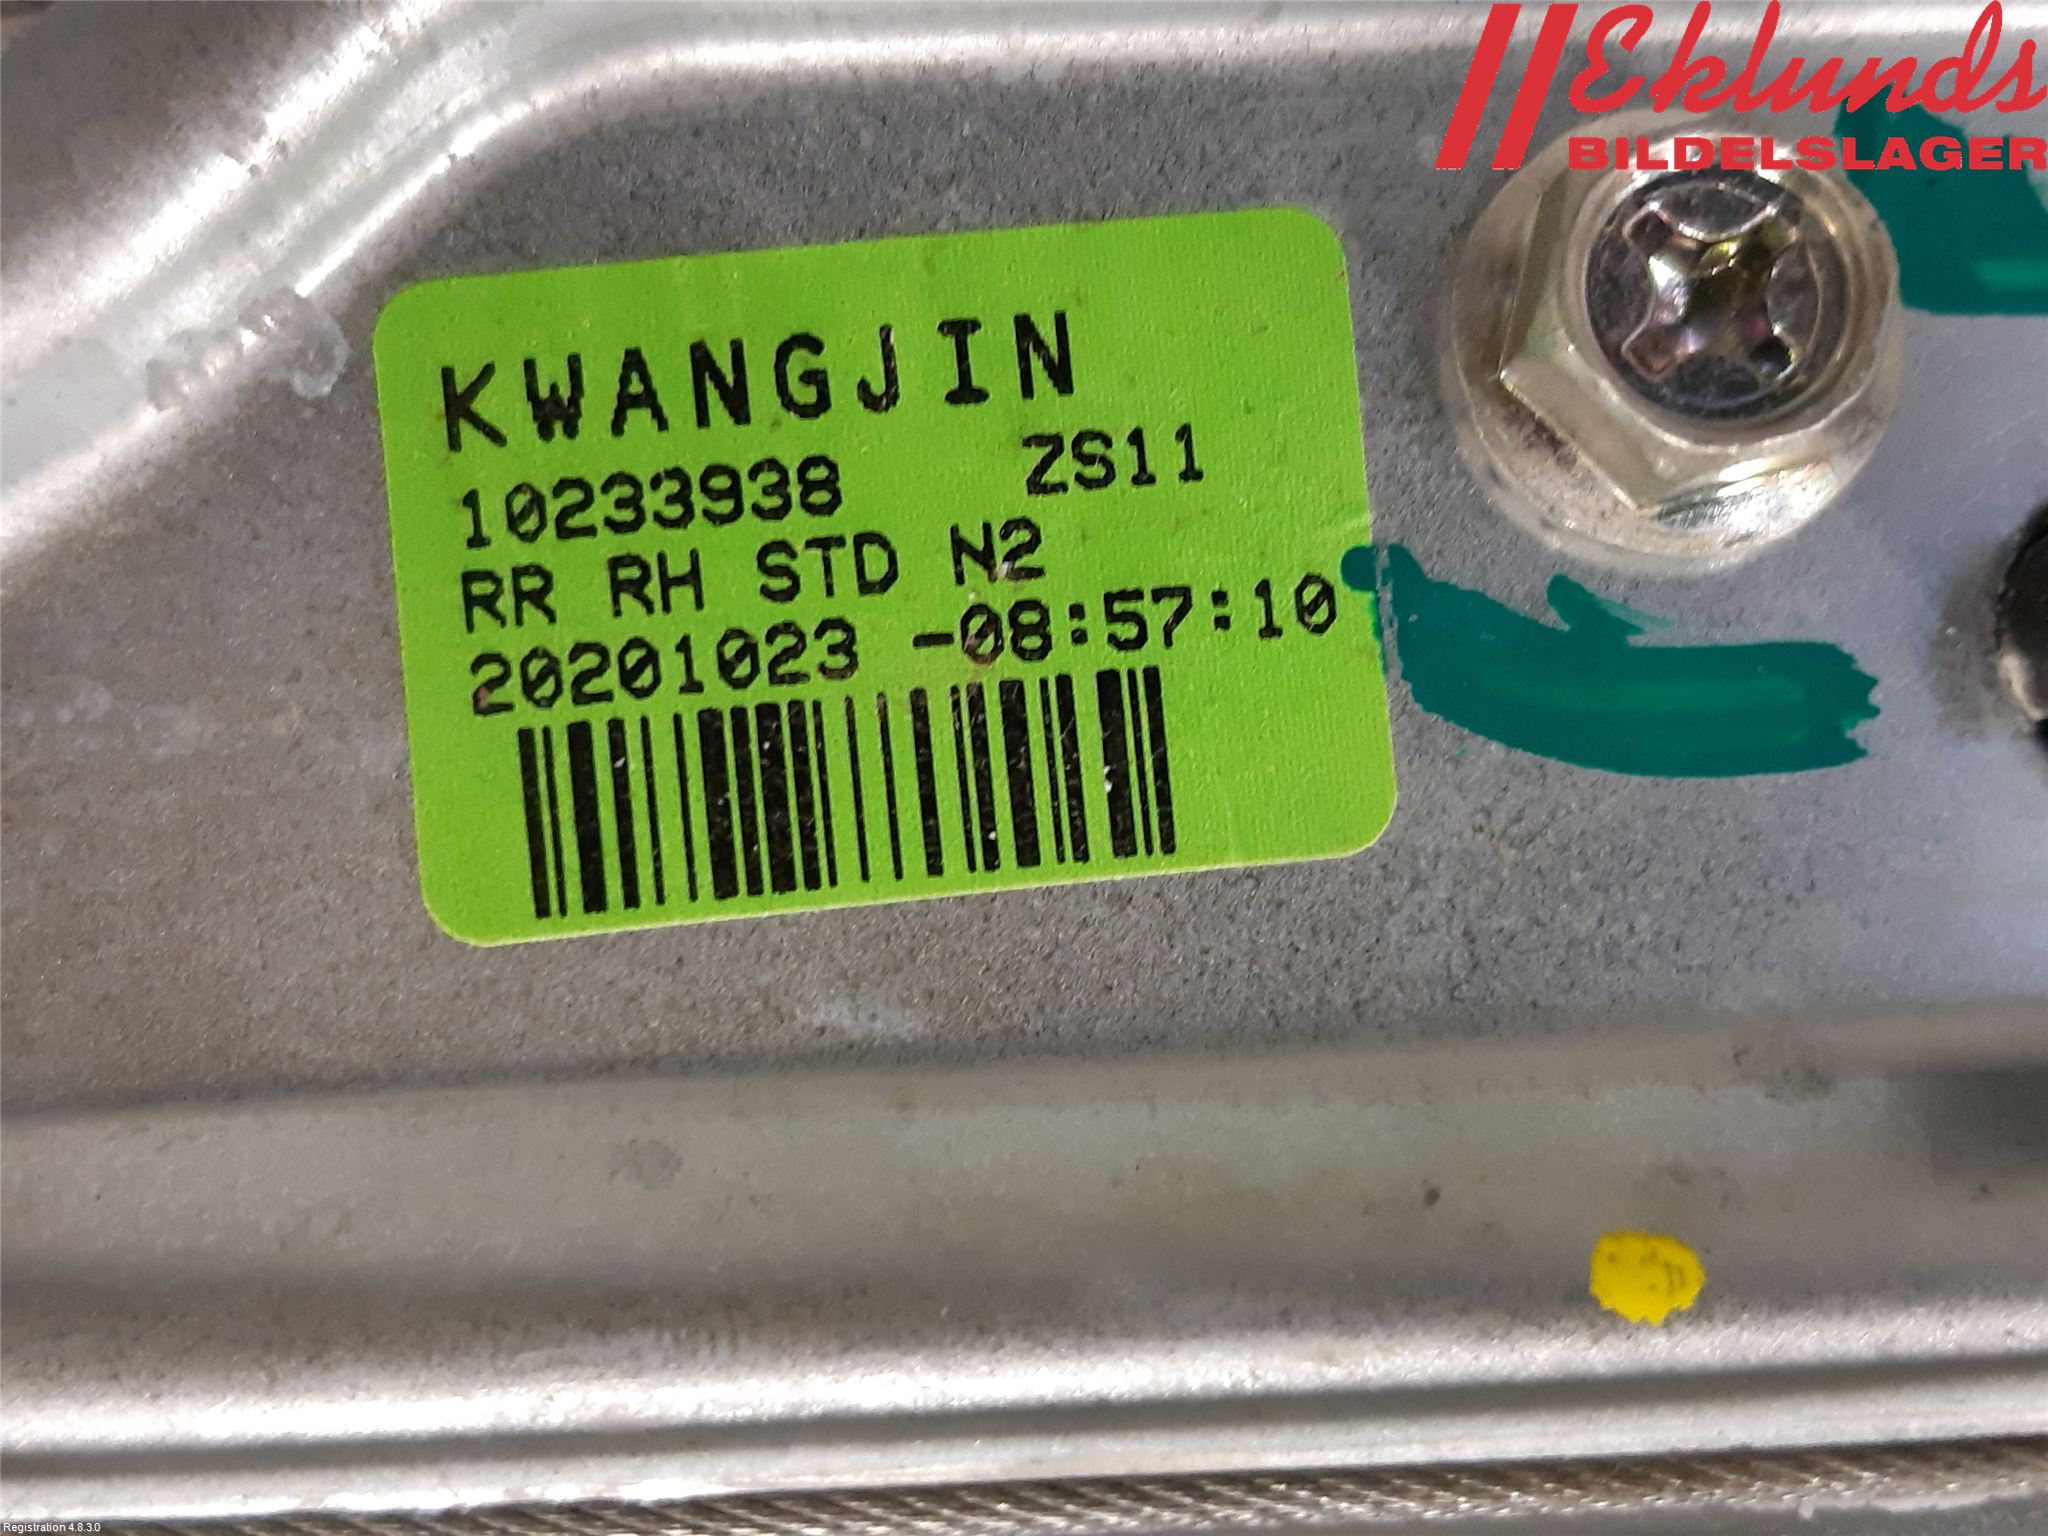 Eklunds
BILDELSLAGER
KWANGJIN
10233938 ZS11
RR RH STD N2
20201023 -08:57:10
Registration 4.8.3.0